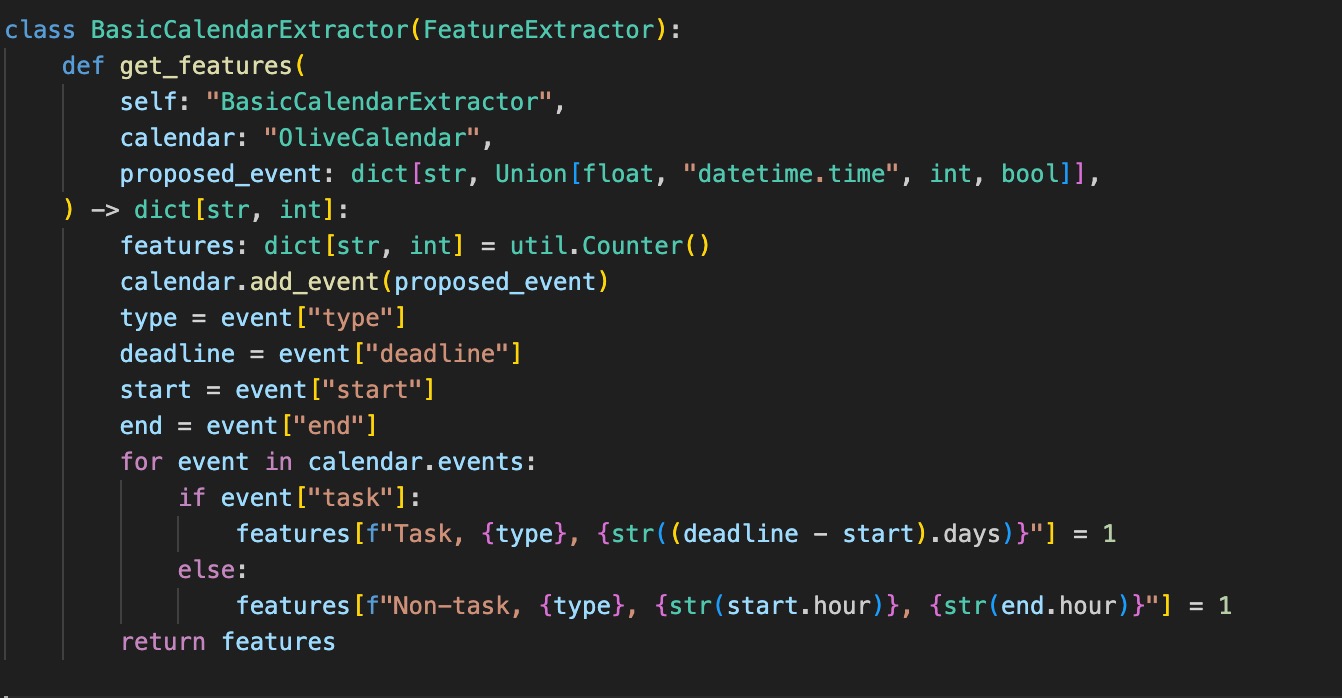 class BasicCalendarExtractor(FeatureExtractor):
    def get_features(
        self: "BasicCalendarExtractor",
        calendar: "OliveCalendar",
        proposed_event: dict[str, Union[float, "datetime.time", int, bool]],
    ) -> dict[str, int]:
        features: dict[str, int] = util.Counter()
        calendar.add_event(proposed_event)
        type = event["type"]
        deadline = event["deadline"]
        start = event["start"]
        end = event["end"]
        for event in calendar.events:
            if event["task"]:
                features[f"Task, {type}, {str((deadline - start).days)}"] = 1
            else:
                features[f"Non-task, {type}, {str(start.hour)}, {str(end.hour)}"] = 1
        return features